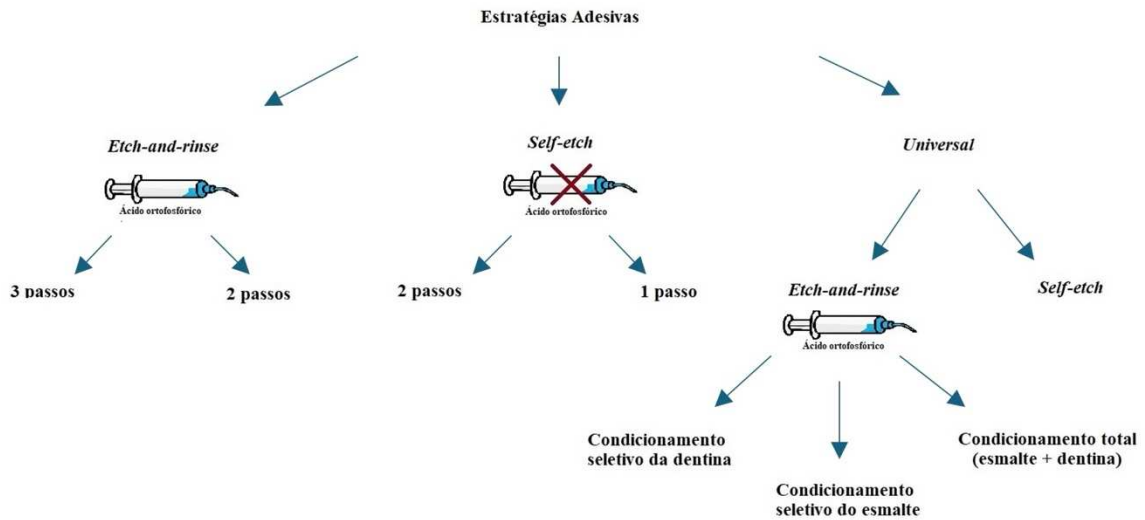 Estratégias Adesivas
Etch-and-rinse
Self-etch
Universal
Ácido ortofosfórico
Ácido ortofosfórico
3 passos
2 passos
2 passos
1 passo
Etch-and-rinse
Self-etch
Ácido ortofosfórico
Condicionamento
seletivo da dentina
Condicionamento
seletivo do esmalte
Condicionamento total
(esmalte + dentina)